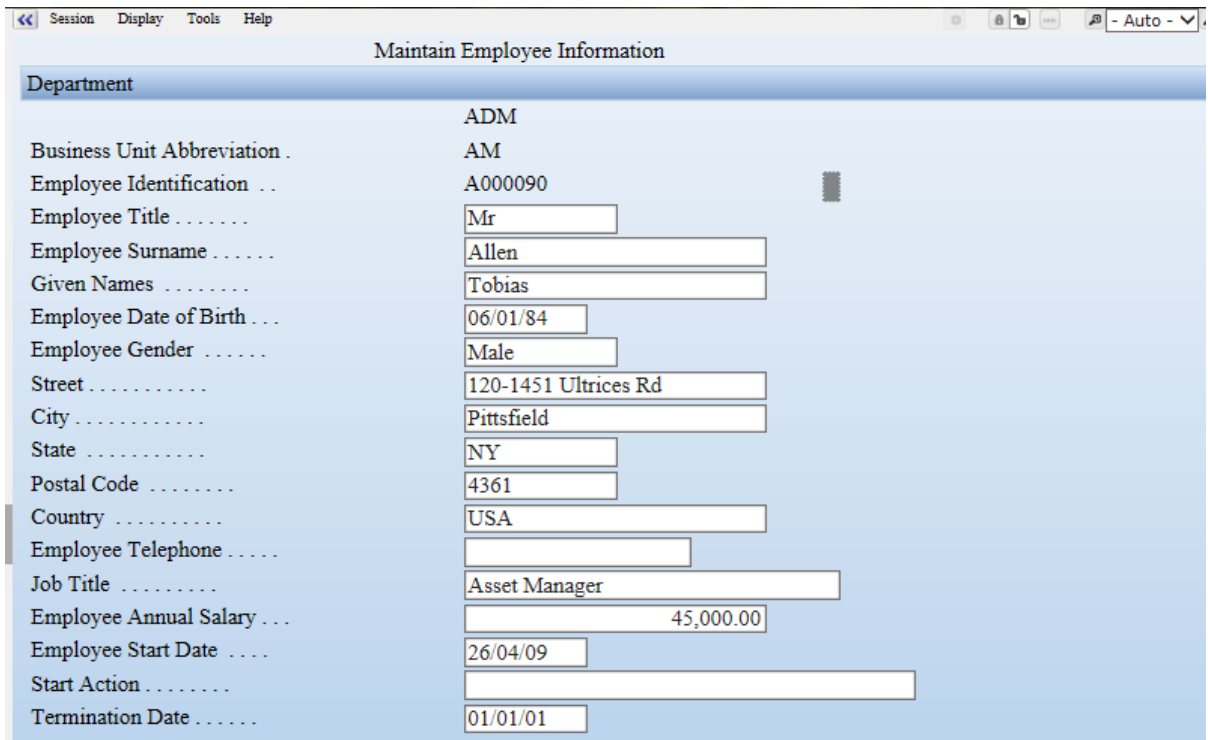 Session Display Tools Help - Auto -
Maintain Employee Information
Department
ADM
Business Unit Abbreviation . AM
Employee Identification . . A000090
Employee Title . . . . . . . Mr
Employee Surname . . . . . . Allen
Given Names . . . . . . . . Tobias
Employee Date of Birth . . . 06/01/84
Employee Gender . . . . . . Male
Street . . . . . . . . . . . 120-1451 Ultrices Rd
City . . . . . . . . . . . . Pittsfield
State . . . . . . . . . . . NY
Postal Code . . . . . . . . 4361
Country . . . . . . . . . . USA
Employee Telephone . . . . .
Job Title . . . . . . . . . Asset Manager
Employee Annual Salary . . . 45,000.00
Employee Start Date . . . . 26/04/09
Start Action . . . . . . . .
Termination Date . . . . . . 01/01/01